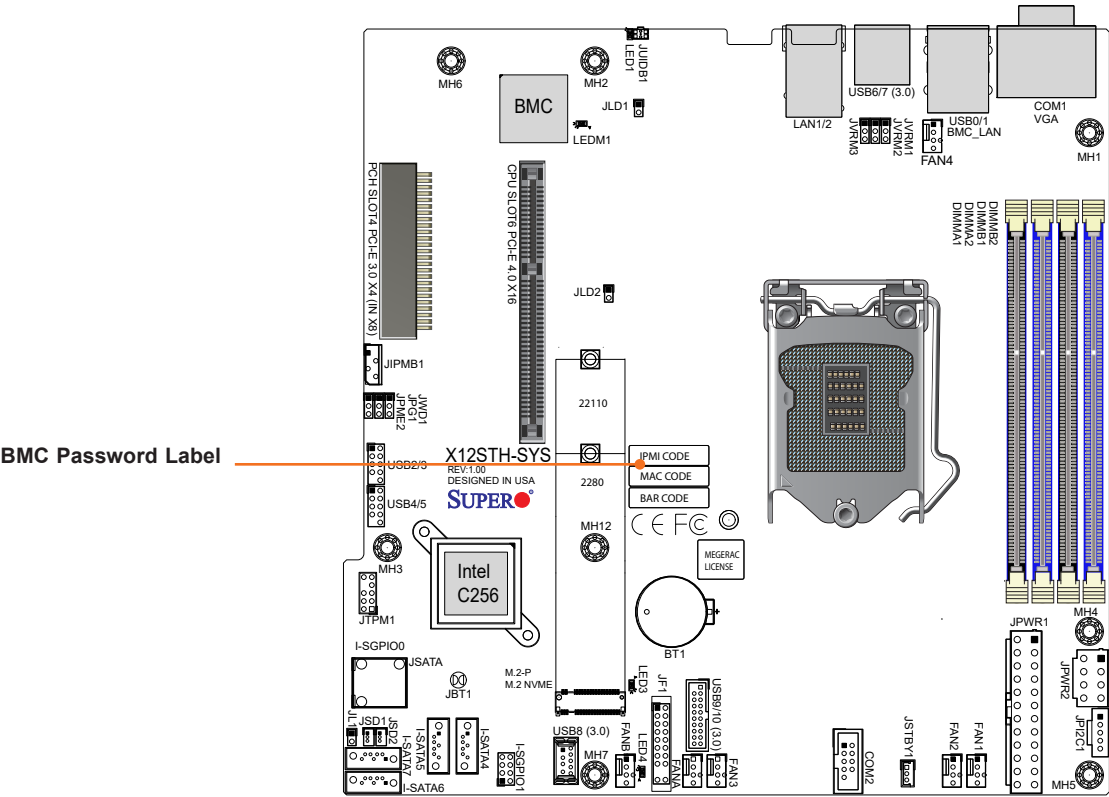 JUIDB1
LED1
MH6
MH2
BMC
JLD1
LEDM1
LAN1/2
USB6/7 (3.0)
JVRM1
JVRM2
JVRM3
USB0/1
BMC_LAN
FAN4
COM1
VGA
MH1
PCH SLOT4 PCI-E 3.0 X4 (IN X8)
CPU SLOT6 PCI-E 4.0 X16
DIMMB2
DIMMB1
DIMMA2
DIMMA1
JLD2
JIPMB1
JWD1
JPG1
JPME2
22110
BMC Password Label
USB2/3
X12STH-SYS
REV:1.00
DESIGNED IN USA
SUPER
2280
IPMI CODE
MAC CODE
BAR CODE
CE FC
USB4/5
MH12
MEGERAC
LICENSE
MH3
Intel
C256
JTPM1
BT1
MH4
JPWR1
I-SGPIO0
JSATA
JBT1
M.2-P
M.2 NVME
LED3
JF1
USB9/10 (3.0)
JPWR2
JL1
JSD1
JSD2
I-SATA7
I-SATA5
I-SATA4
I-SGPIO1
USB8 (3.0)
MH7
FANB
LED4
FANA
FAN3
COM2
JSTBY1
FAN2
FAN1
JPI2C1
I-SATA6
MH5